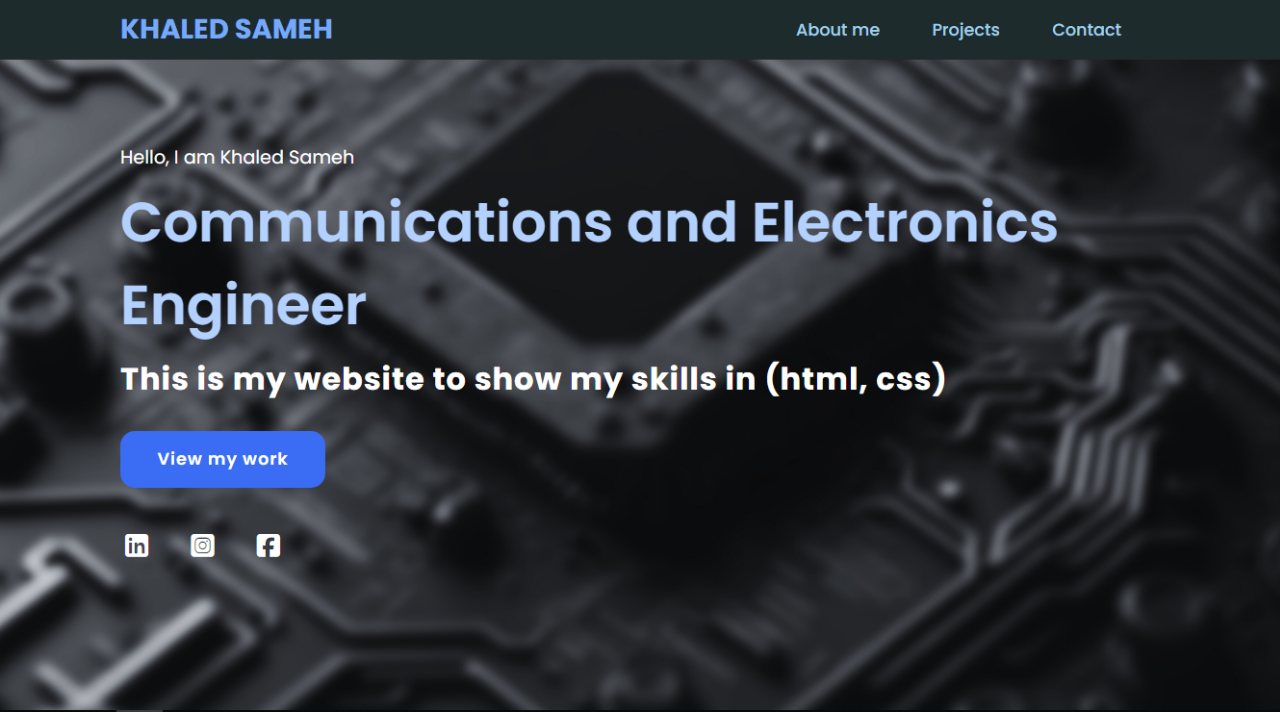 KHALED SAMEH
About me Projects Contact
Hello, I am Khaled Sameh
Communications and Electronics
Engineer
This is my website to show my skills in (html, css)
View my work
in
f